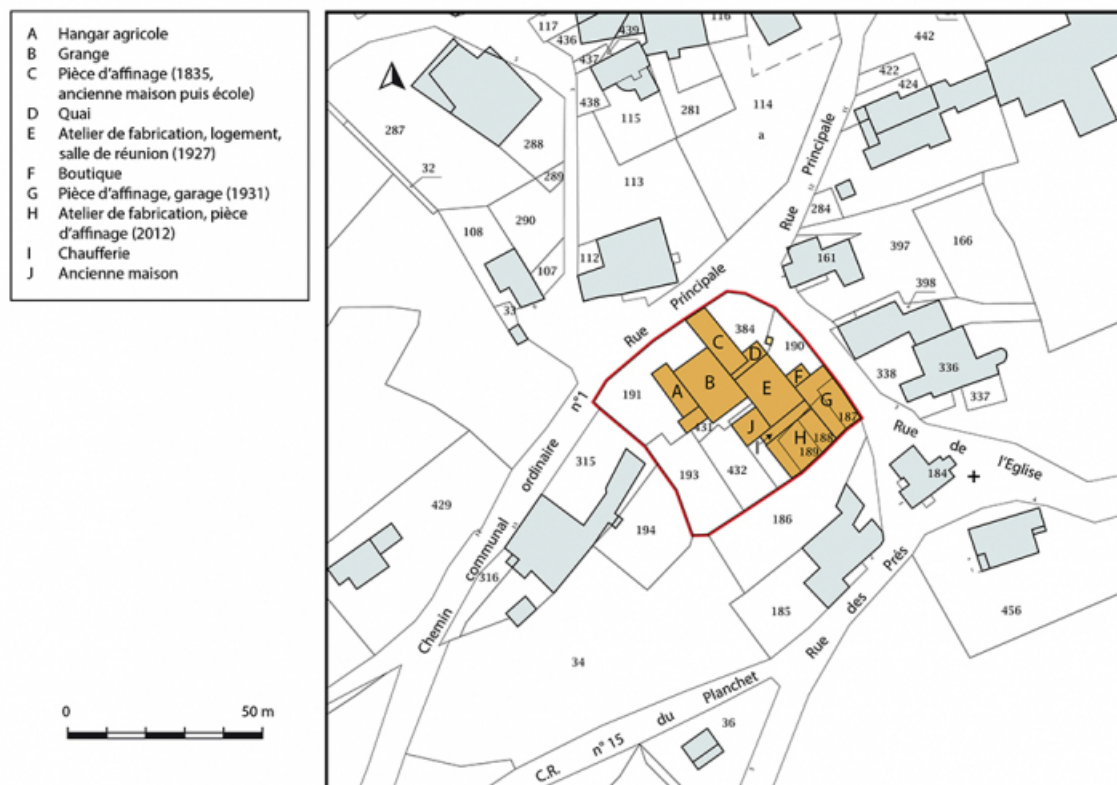 A Hangar agricole
B Grange
C Pièce d'affinage (1835,
ancienne maison puis école)
D Quai
E Atelier de fabrication, logement,
salle de réunion (1927)
F Boutique
G Pièce d'affinage, garage (1931)
H Atelier de fabrication, pièce
d'affinage (2012)
I Chaufferie
J Ancienne maison
0 50 m
117
436
439
116
437
438
115
281
114
a
442
422
424
287
288
32
289
113
290
108
107
112
33
284
161
397
166
398
Rue Principale
Rue Principale
384
190
338
336
337
191
C
D
A
B
E
F
G
187
J
H
188
189
I
431
193
432
Rue de l'Eglise
184
315
429
194
186
316
Chemin communal ordinaire n°1
185
Rue des Prés
456
34
C.R. n° 15 du Planchet
36